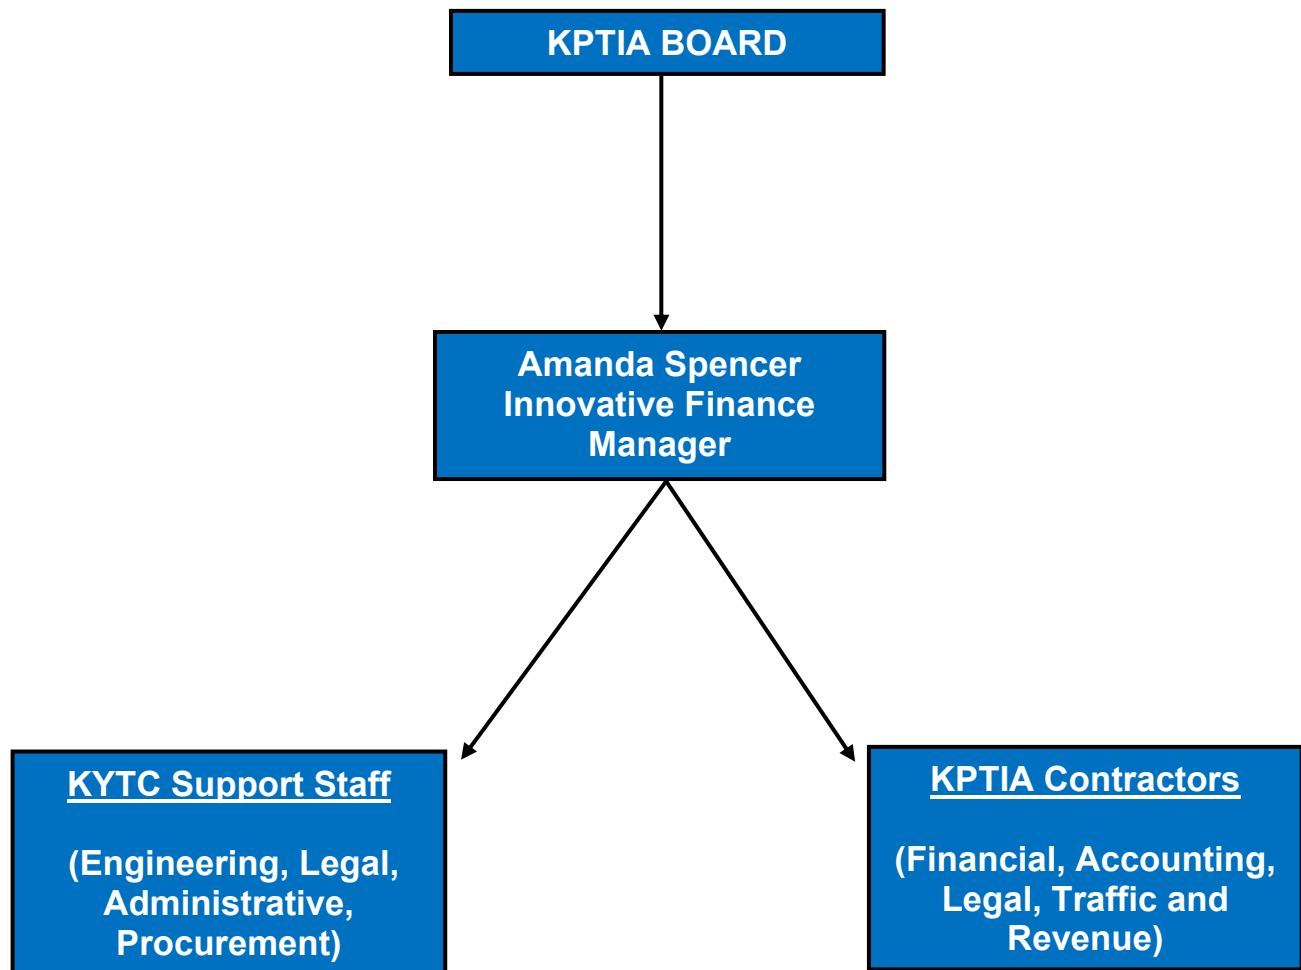 KPTIA BOARD
Amanda Spencer
Innovative Finance
Manager
KYTC Support Staff
(Engineering, Legal,
Administrative,
Procurement)
KPTIA Contractors
(Financial, Accounting,
Legal, Traffic and
Revenue)